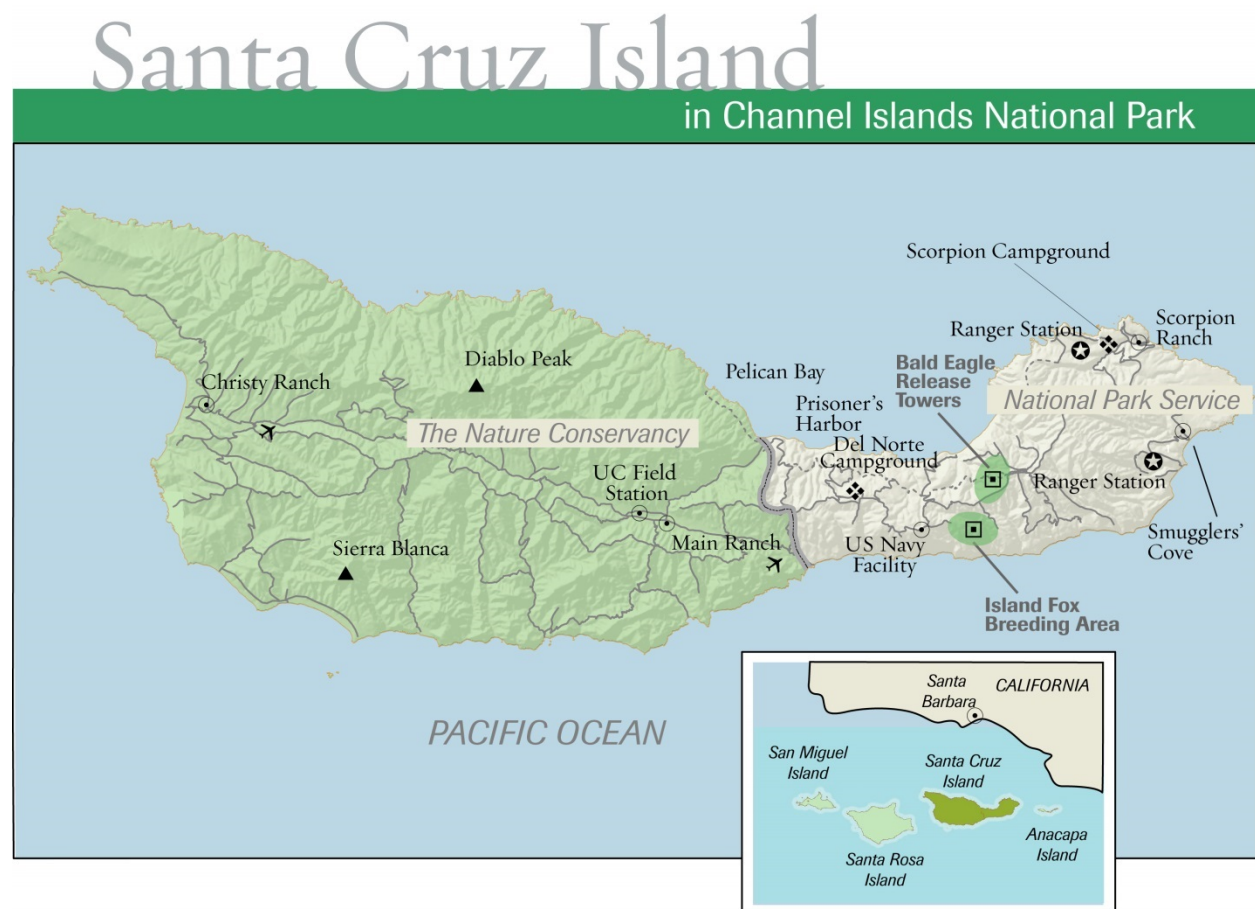 Santa Cruz Island
in Channel Islands National Park
Scorpion Campground
Ranger Station
Scorpion
Ranch
Bald Eagle
Release
Towers
Diablo Peak
Pelican Bay
Christy Ranch
Prisoner's
Harbor
National Park Service
The Nature Conservancy
Del Norte
Campground
UC Field
Station
Ranger Station
Main Ranch
US Navy
Facility
Smugglers'
Cove
Sierra Blanca
Island Fox
Breeding Area
PACIFIC OCEAN
Santa
Barbara
CALIFORNIA
San Miguel
Island
Santa Cruz
Island
Santa Rosa
Island
Anacapa
Island